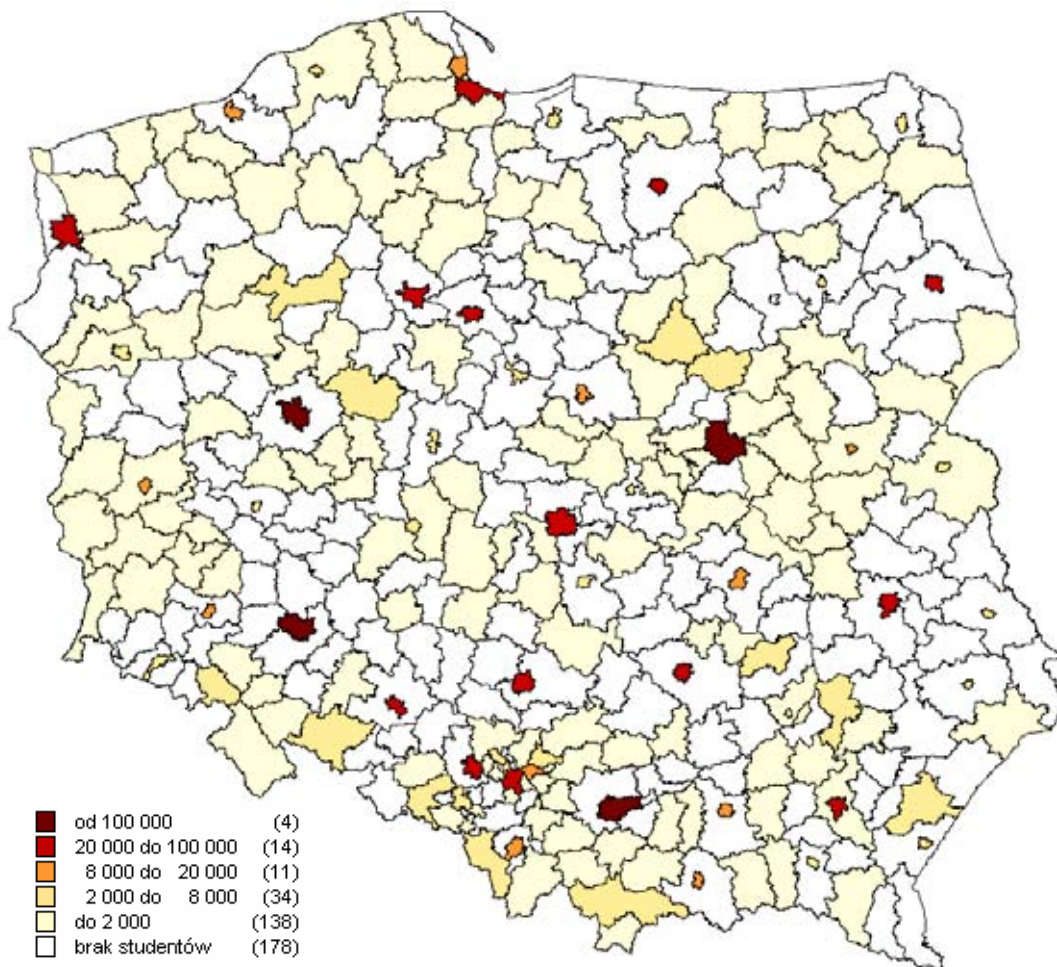 od 100 000 (4)
20 000 do 100 000 (14)
8 000 do 20 000 (11)
2 000 do 8 000 (34)
do 2 000 (138)
brak studentów (178)